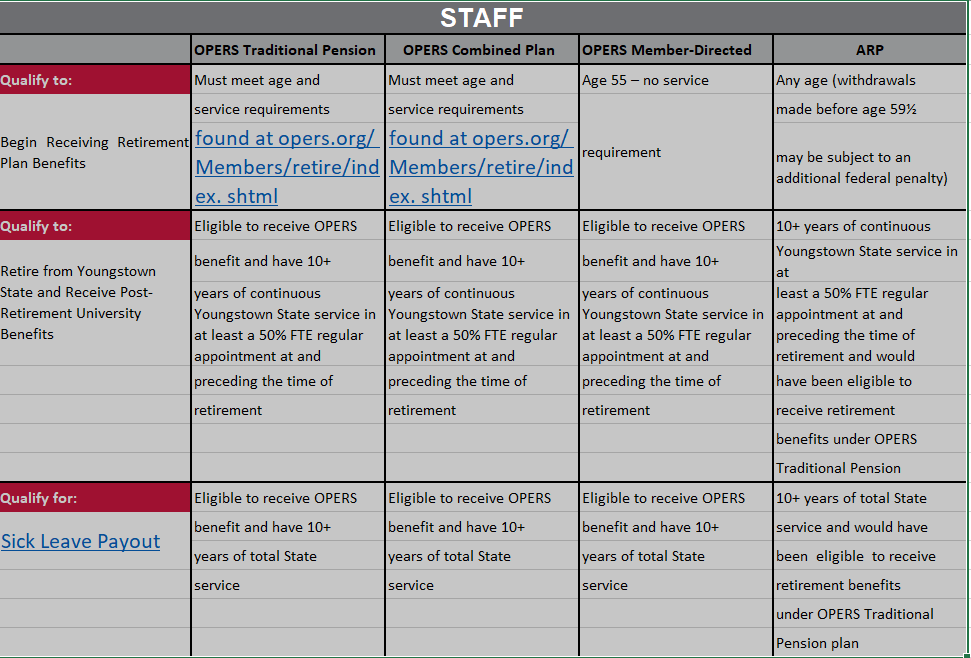 STAFF
OPERS Traditional Pension
OPERS Combined Plan
OPERS Member-Directed
ARP
Qualify to:
Begin Receiving Retirement
Plan Benefits
Must meet age and
service requirements
found at opers.org/
Members/retire/ind
ex. shtml
Must meet age and
service requirements
found at opers.org/
Members/retire/ind
ex. shtml
Age 55 – no service
requirement
Any age (withdrawals
made before age 59½
may be subject to an
additional federal penalty)
Qualify to:
Retire from Youngstown
State and Receive Post-
Retirement University
Benefits
Eligible to receive OPERS
benefit and have 10+
years of continuous
Youngstown State service in
at least a 50% FTE regular
appointment at and
preceding the time of
retirement
Eligible to receive OPERS
benefit and have 10+
years of continuous
Youngstown State service in
at least a 50% FTE regular
appointment at and
preceding the time of
retirement
Eligible to receive OPERS
benefit and have 10+
years of continuous
Youngstown State service in
at least a 50% FTE regular
appointment at and
preceding the time of
retirement
10+ years of continuous
Youngstown State service in
at
least a 50% FTE regular
appointment at and
preceding the time of
retirement and would
have been eligible to
receive retirement
benefits under OPERS
Traditional Pension
Qualify for:
Sick Leave Payout
Eligible to receive OPERS
benefit and have 10+
years of total State
service
Eligible to receive OPERS
benefit and have 10+
years of total State
service
Eligible to receive OPERS
benefit and have 10+
years of total State
service
10+ years of total State
service and would have
been eligible to receive
retirement benefits
under OPERS Traditional
Pension plan